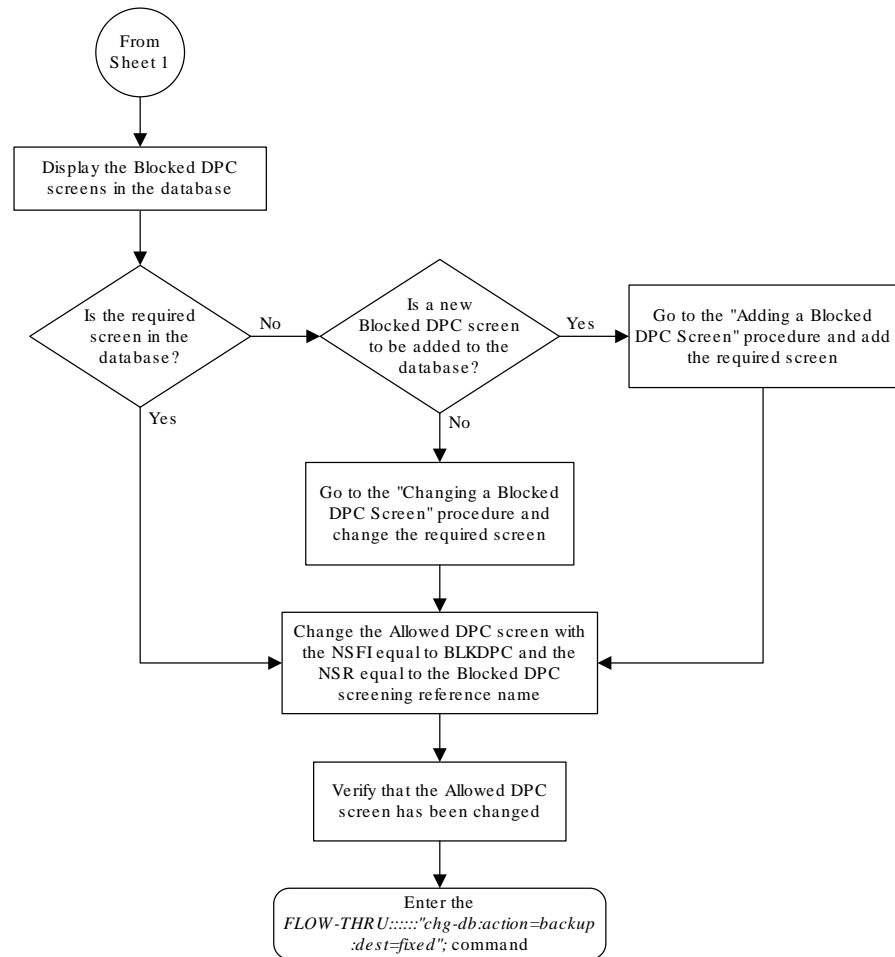 From
Sheet 1
Display the Blocked DPC
screens in the database
Is the required
screen in the
database?
No
Yes
Is a new
Blocked DPC screen
to be added to the
database?
Yes
No
Go to the "Adding a Blocked
DPC Screen" procedure and add
the required screen
Go to the "Changing a Blocked
DPC Screen" procedure and
change the required screen
Change the Allowed DPC screen with
the NSFI equal to BLKDPC and the
NSR equal to the Blocked DPC
screening reference name
Verify that the Allowed DPC
screen has been changed
Enter the
FLOW-THRU::::::"chg-db:action=backup
:dest=fixed"; command